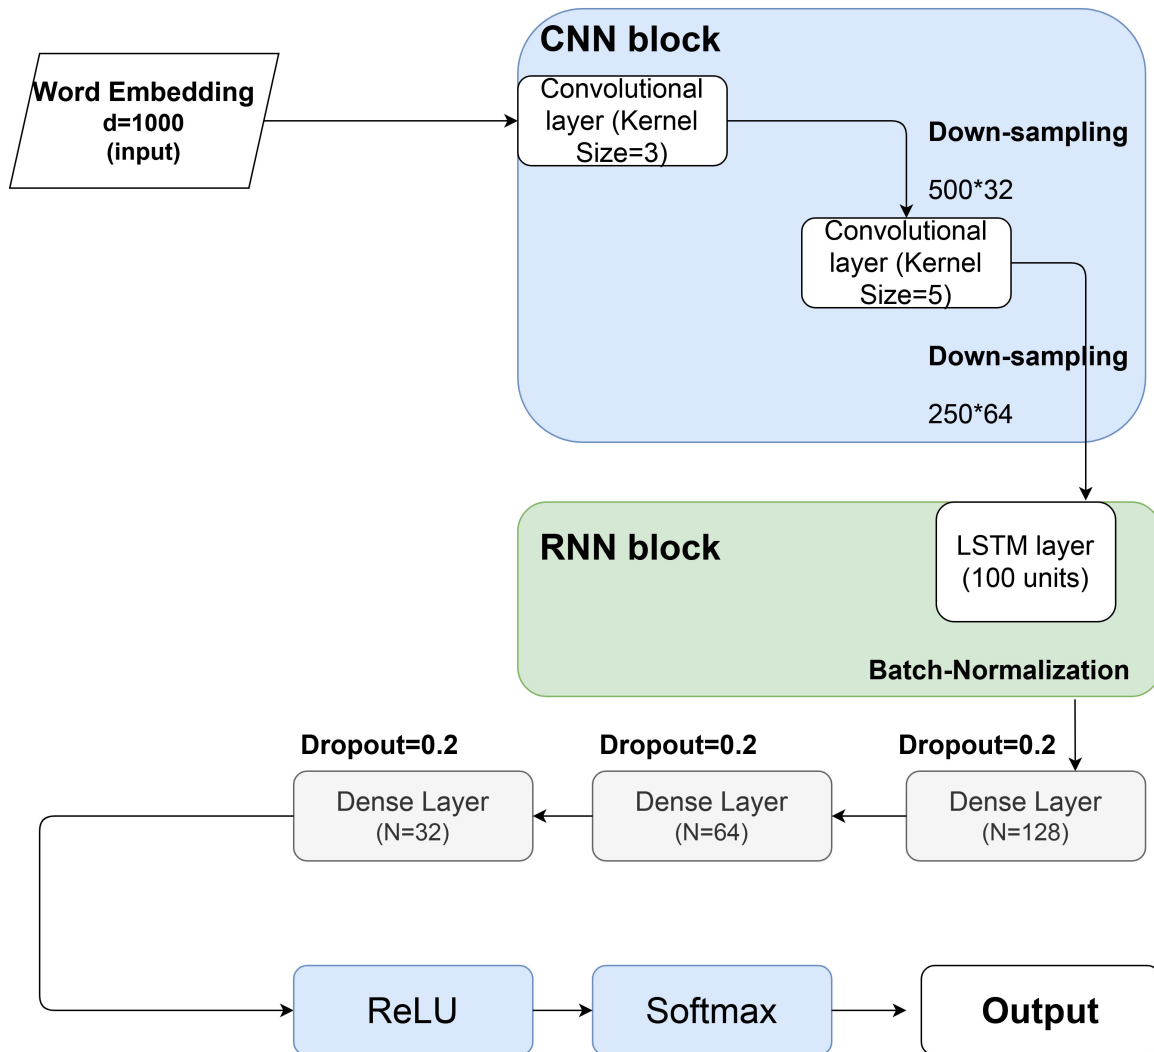 CNN block
Word Embedding
d=1000
(input)
Convolutional
layer (Kernel
Size=3)
Down-sampling
500*32
Convolutional
layer (Kernel
Size=5)
Down-sampling
250*64
RNN block
LSTM layer
(100 units)
Batch-Normalization
Dropout=0.2
Dropout=0.2
Dropout=0.2
Dense Layer
(N=32)
Dense Layer
(N=64)
Dense Layer
(N=128)
ReLU
Softmax
Output